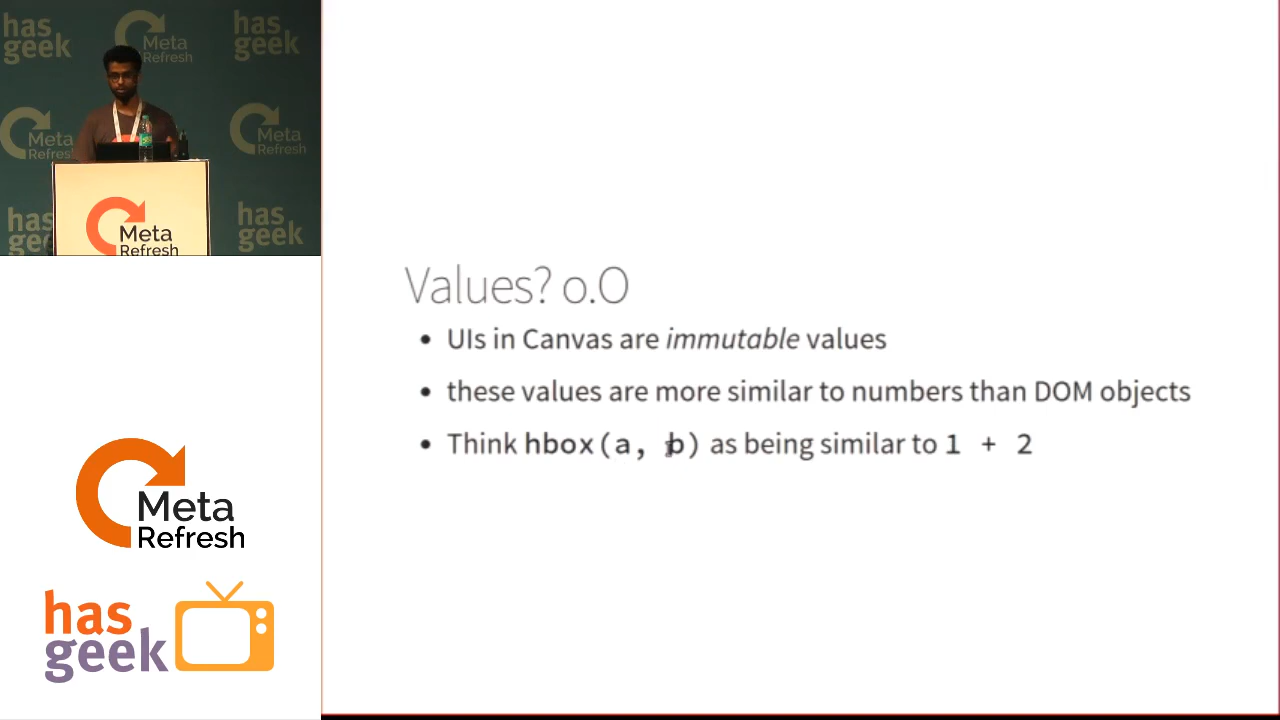 has
geek
Meta
Refresh
has
geek
Meta
Refresh
Meta
Refresh
has
geek
has
geek
Meta
Refresh
Values? o.O
• UIs in Canvas are immutable values
• these values are more similar to numbers than DOM objects
• Think hbox(a, b) as being similar to 1 + 2
Meta
Refresh
has
geek